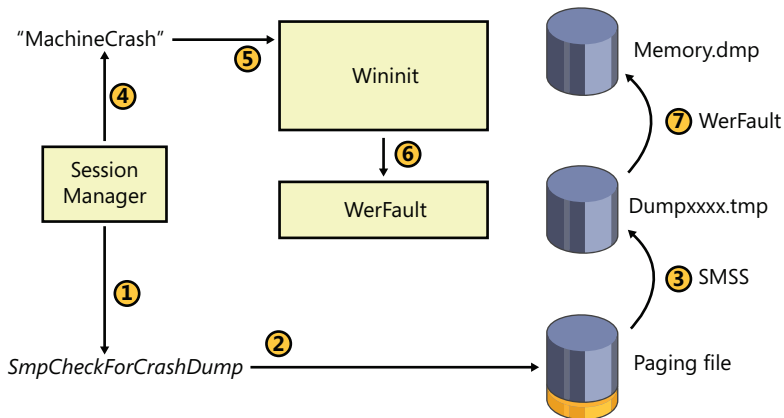 “MachineCrash”
5
Wininit
Memory.dmp
4
7 WerFault
6
Session
Manager
WerFault
Dumpxxxx.tmp
1
3 SMSS
2
SmpCheckForCrashDump
Paging file